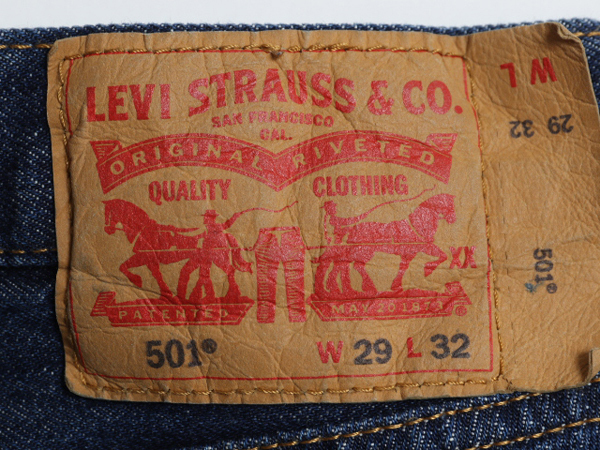 LEVI STRAUSS & CO.
SAN FRANCISCO
CAL.
ORIGINAL RIVETED
QUALITY CLOTHING
XX
PATENTED MAY 20 1873 ®
501® W 29 L 32
W L
29 32
501®